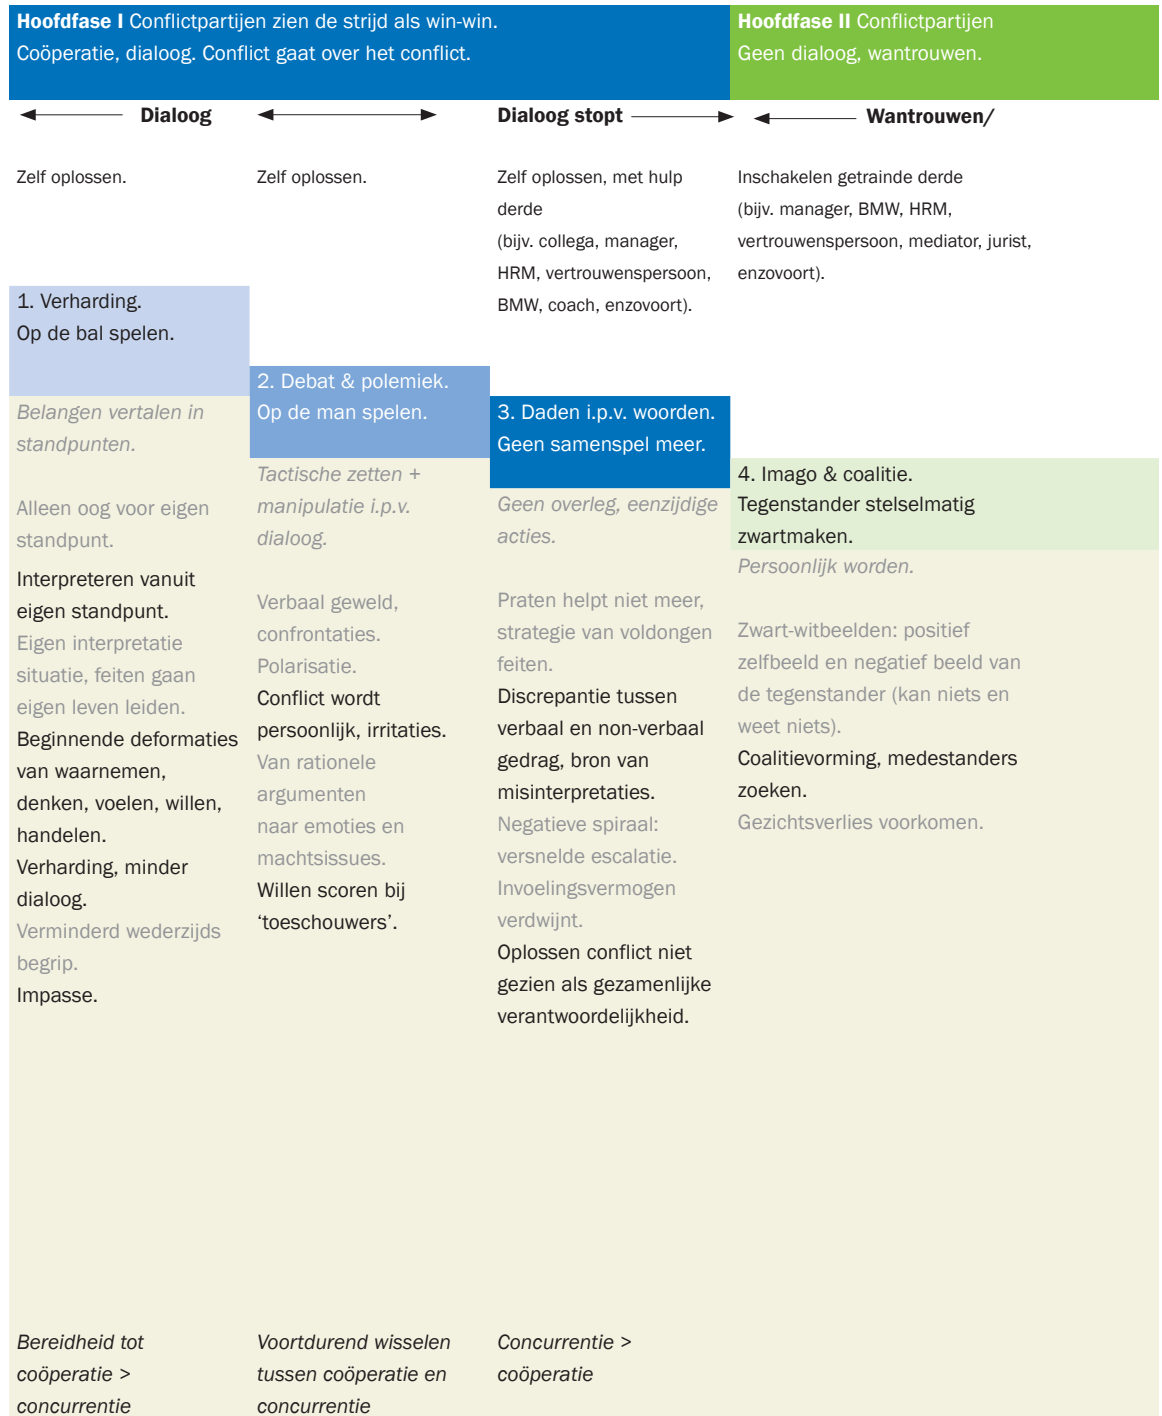 Hoofdfase I Conflictpartijen zien de strijd als win-win.
Coöperatie, dialoog. Conflict gaat over het conflict.
Hoofdfase II Conflictpartijen
Geen dialoog, wantrouwen.
Dialoog
Dialoog stopt
Wantrouwen/
Zelf oplossen.
Zelf oplossen.
Zelf oplossen, met hulp
derde
(bijv. collega, manager,
HRM, vertrouwenspersoon,
BMW, coach, enzovoort).
Inschakelen getrainde derde
(bijv. manager, BMW, HRM,
vertrouwenspersoon, mediator, jurist,
enzovoort).
1. Verharding.
Op de bal spelen.
Belangen vertalen in
standpunten.
Alleen oog voor eigen
standpunt.
Interpreteren vanuit
eigen standpunt.
Eigen interpretatie
situatie, feiten gaan
eigen leven leiden.
Beginnende deformaties
van waarnemen,
denken, voelen, willen,
handelen.
Verharding, minder
dialoog.
Verminderd wederzijds
begrip.
Impasse.
Bereidheid tot
coöperatie >
concurrentie
2. Debat & polemiek.
Op de man spelen.
Tactische zetten +
manipulatie i.p.v.
dialoog.
Verbaal geweld,
confrontaties.
Polarisatie.
Conflict wordt
persoonlijk, irritaties.
Van rationele
argumenten
naar emoties en
machtsissues.
Willen scoren bij
‘toeschouwers’.
Voortdurend wisselen
tussen coöperatie en
concurrentie
3. Daden i.p.v. woorden.
Geen samenspel meer.
Geen overleg, eenzijdige
acties.
Praten helpt niet meer,
strategie van voldongen
feiten.
Discrepantie tussen
verbaal en non-verbaal
gedrag, bron van
misinterpretaties.
Negatieve spiraal:
versnelde escalatie.
Invoelingsvermogen
verdwijnt.
Oplossen conflict niet
gezien als gezamenlijke
verantwoordelijkheid.
Concurrentie >
coöperatie
4. Imago & coalitie.
Tegenstander stelselmatig
zwartmaken.
Persoonlijk worden.
Zwart-witbeelden: positief
zelfbeeld en negatief beeld van
de tegenstander (kan niets en
weet niets).
Coalitievorming, medestanders
zoeken.
Gezichtsverlies voorkomen.